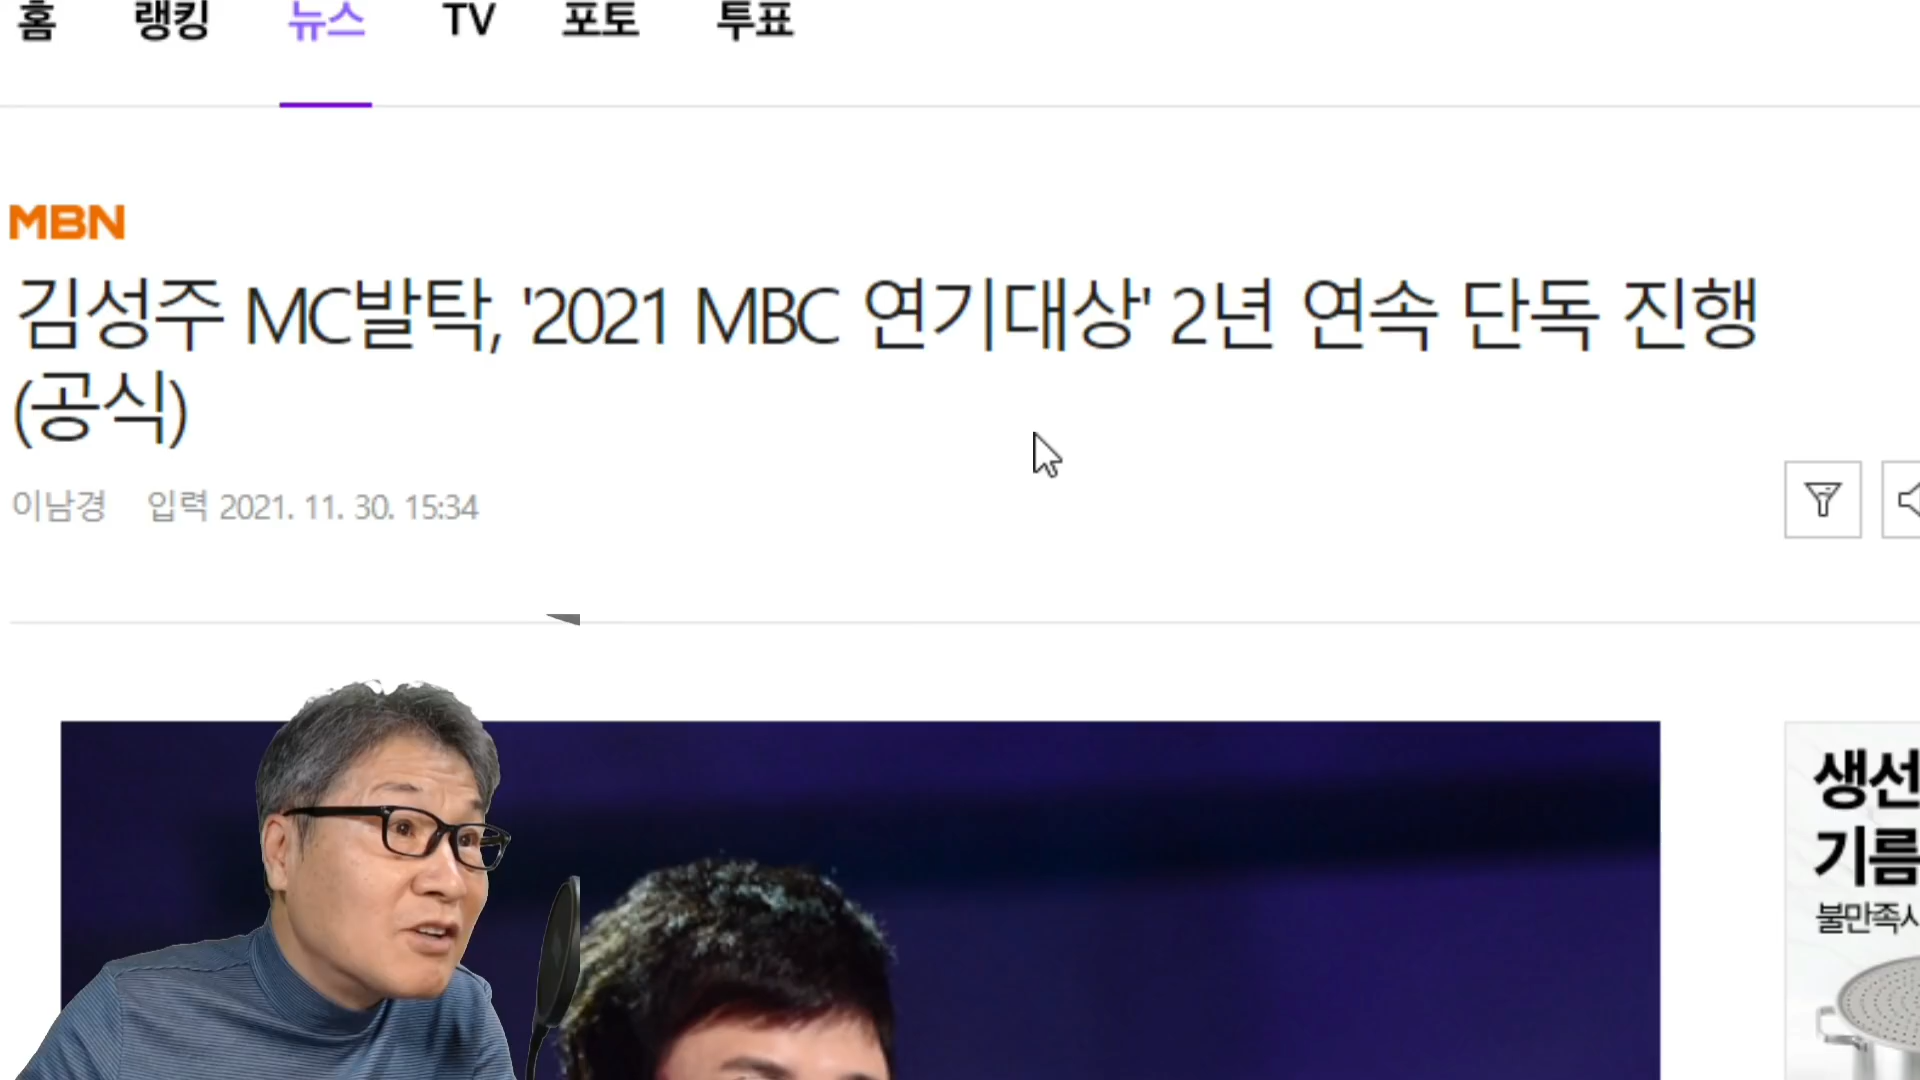 홈 랭킹 뉴스 TV 포토 투표
MBN
김성주 MC발탁, '2021 MBC 연기대상' 2년 연속 단독 진행
(공식)
이남경 입력 2021. 11. 30. 15:34
생선
기름